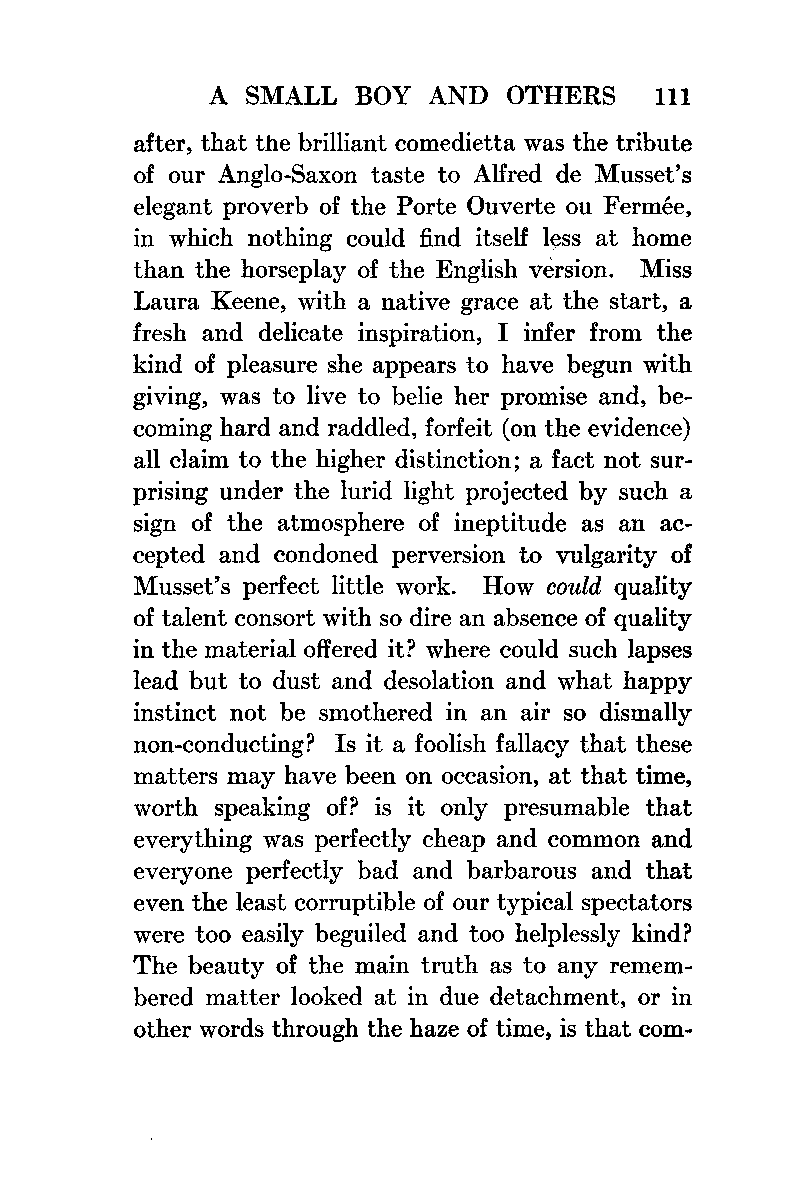 A SMALL BOY AND OTHERS 111
after, that the brilliant comedietta was the tribute
of our Anglo-Saxon taste to Alfred de Musset's
elegant proverb of the Porte Ouverte ou Fermée,
in which nothing could find itself less at home
than the horseplay of the English version. Miss
Laura Keene, with a native grace at the start, a
fresh and delicate inspiration, I infer from the
kind of pleasure she appears to have begun with
giving, was to live to belie her promise and, be-
coming hard and raddled, forfeit (on the evidence)
all claim to the higher distinction; a fact not sur-
prising under the lurid light projected by such a
sign of the atmosphere of ineptitude as an ac-
cepted and condoned perversion to vulgarity of
Musset's perfect little work. How could quality
of talent consort with so dire an absence of quality
in the material offered it? where could such lapses
lead but to dust and desolation and what happy
instinct not be smothered in an air so dismally
non-conducting? Is it a foolish fallacy that these
matters may have been on occasion, at that time,
worth speaking of? is it only presumable that
everything was perfectly cheap and common and
everyone perfectly bad and barbarous and that
even the least corruptible of our typical spectators
were too easily beguiled and too helplessly kind?
The beauty of the main truth as to any remem-
bered matter looked at in due detachment, or in
other words through the haze of time, is that com-